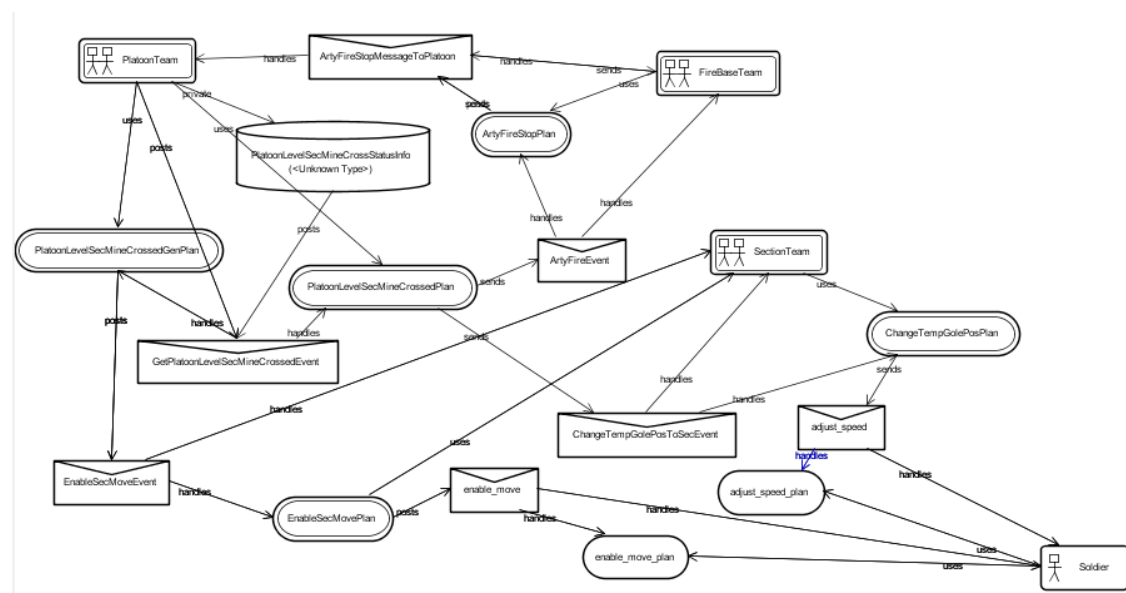 PlatoonTeam
handles
ArtyFireStopMessageToPlatoon
handles
sends
FireBaseTeam
uses
private
sends
uses
uses
ArtyFireStopPlan
posts
PlatoonLevelSecMineCrossStatusInfo
(<Unknown Type>)
handles
handles
posts
PlatoonLevelSecMineCrossedGenPlan
ArtyFireEvent
SectionTeam
PlatoonLevelSecMineCrossedPlan
sends
uses
posts
handles
handles
sends
ChangeTempGolePosPlan
GetPlatoonLevelSecMineCrossedEvent
sends
handles
handles
handles
ChangeTempGolePosToSecEvent
adjust_speed
uses
handles
handles
EnableSecMoveEvent
handles
enable_move
adjust_speed_plan
EnableSecMovePlan
posts
handles
handles
uses
enable_move_plan
uses
Soldier